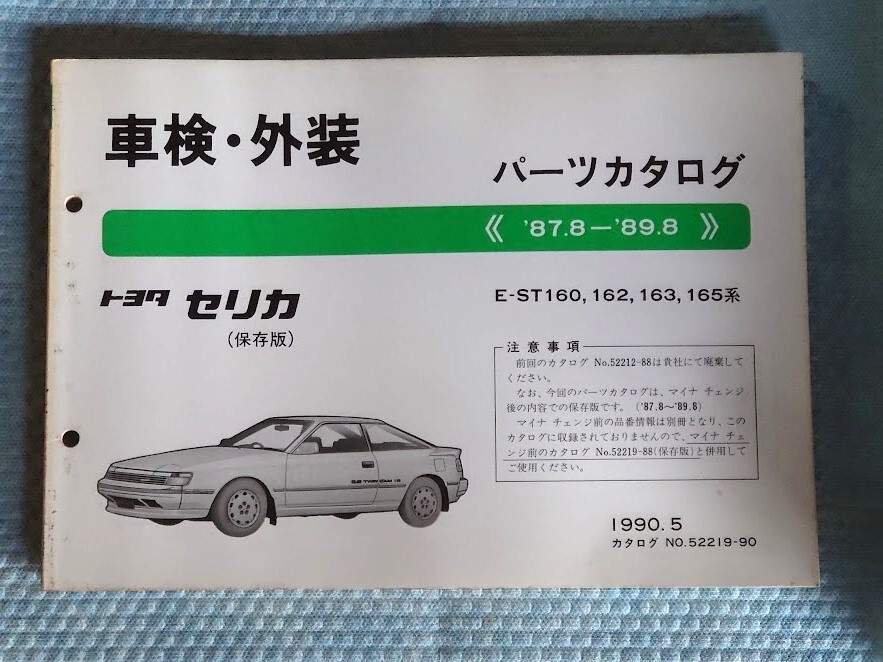 車検・外装
パーツカタログ
《 '87.8－'89.8 》
トヨタ セリカ
(保存版)
E-ST160, 162, 163, 165系
注意事項
前回のカタログ No.52212-88は貴社にて廃棄して
ください。
なお、今回のパーツカタログは、マイナ チェンジ
後の内容での保存版です。('87.8～'89.8)
マイナ チェンジ前の品番情報は別冊となり、この
カタログに収録されておりませんので、マイナ チェ
ンジ前のカタログ No.52219-88(保存版)と併用して
ご使用ください。
TWIN CAM 16
1990.5
カタログ NO.52219-90